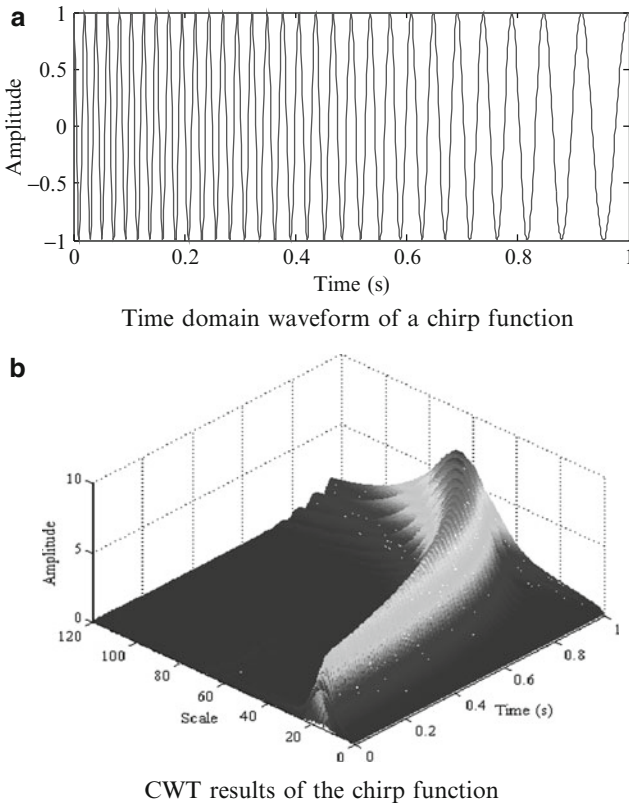 a
1
0.5
0
−0.5
−1
Amplitude
0 0.2 0.4 0.6 0.8 1
Time (s)
Time domain waveform of a chirp function
b
10
5
0
Amplitude
120 100 80 60 40 20 0
Scale
0 0.2 0.4 0.6 0.8 1
Time (s)
CWT results of the chirp function